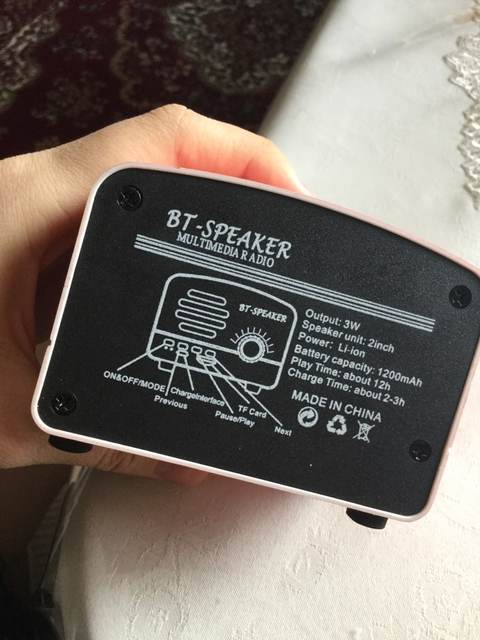 BT-SPEAKER
MULTIMEDIA RADIO
BT-SPEAKER
Output: 3W
Speaker unit: 2inch
Power: Li-ion
Battery capacity: 1200mAh
Play Time: about 12h
Charge Time: about 2-3h
MADE IN CHINA
ON&OFF/MODE
Previous
ChargeInterface
Pause/Play
TF Card
Next